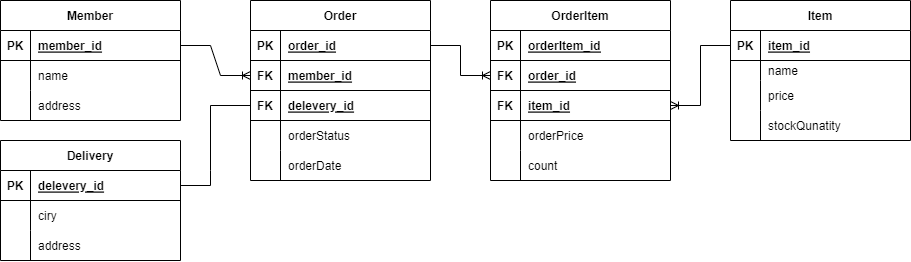 Member
PK member_id
name
address
Order
PK order_id
FK member_id
FK delevery_id
orderStatus
orderDate
OrderItem
PK orderItem_id
FK order_id
FK item_id
orderPrice
count
Item
PK item_id
name
price
stockQunatity
Delivery
PK delevery_id
ciry
address